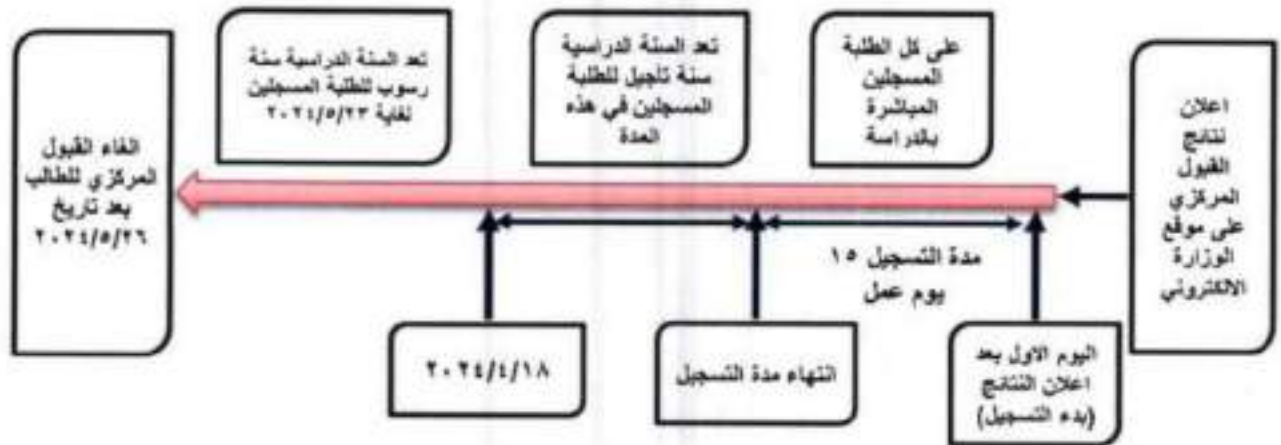 اعلان
نتائج
القبول
المركزي
على موقع
الوزارة
الالكتروني
على كل الطلبة
المسجلين
المباشرة
بالدراسة
تعد السنة الدراسية
سنة تأجيل للطلبة
المسجلين في هذه
المدة
تعد السنة الدراسية سنة
رسوب للطلبة المسجلين
لغاية ٢٠٢٤/٥/٢٣
الغاء القبول
المركزي للطالب
بعد تاريخ
٢٠٢٤/٥/٢٦
مدة التسجيل ١٥
يوم عمل
اليوم الاول بعد
اعلان النتائج
(بدء التسجيل)
انتهاء مدة التسجيل
٢٠٢٤/٤/١٨